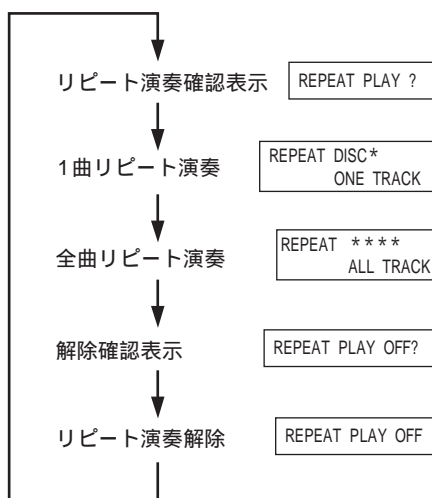 リピート演奏確認表示
REPEAT PLAY ?
1曲リピート演奏
REPEAT DISC*
ONE TRACK
全曲リピート演奏
REPEAT ****
ALL TRACK
解除確認表示
REPEAT PLAY OFF?
リピート演奏解除
REPEAT PLAY OFF